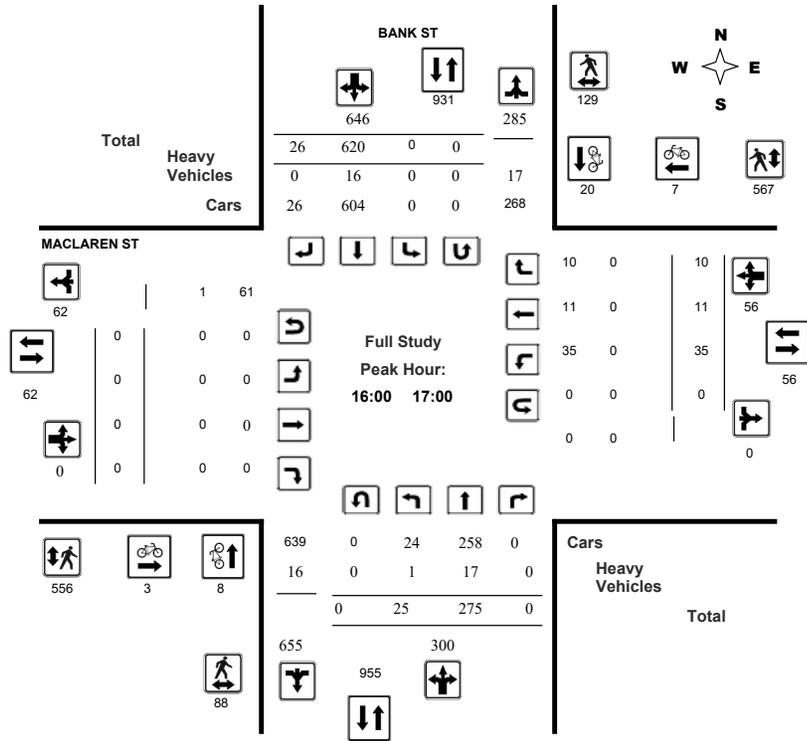 BANK ST
N
W E
S
931
129
646 285
Total 26 620 0 0
Heavy
Vehicles 0 16 0 0 17
20 7 567
Cars 26 604 0 0 268
MACLAREN ST
10 0 10
62 1 61 11 0 11 56
0 0 0
Full Study
35 0 35
62 0 0 0 Peak Hour: 56
16:00 17:00 0 0 0
0 0 0
0 0
0 0 0 0 0
639 0 24 258 0 Cars
16 0 1 17 0 Heavy
Vehicles
556 3 8
0 25 275 0 Total
655 300
955
88